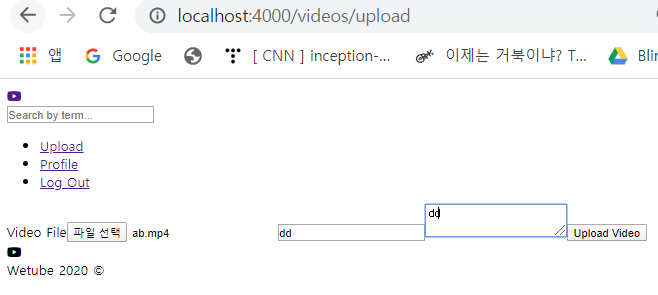 localhost:4000/videos/upload
앱 Google [ CNN ] inception-... 이제는 거북이냐? T... Blin
Search by term...
Upload
Profile
Log Out
Video File 파일 선택 ab.mp4 dd dd Upload Video
Wetube 2020 ©